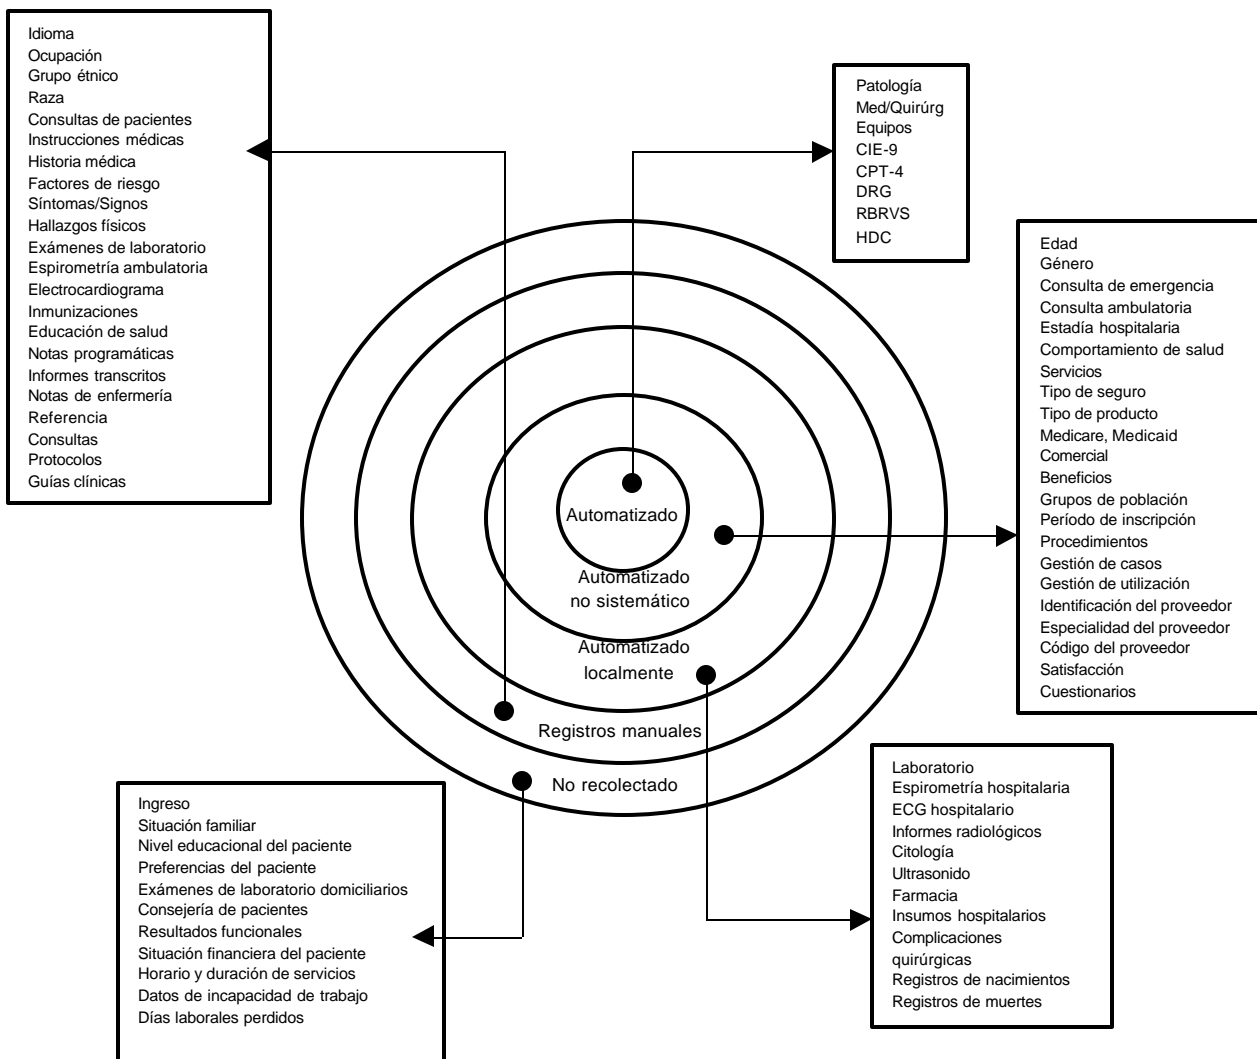 Idioma
Ocupación
Grupo étnico
Raza
Consultas de pacientes
Instrucciones médicas
Historia médica
Factores de riesgo
Síntomas/Signos
Hallazgos físicos
Exámenes de laboratorio
Espirometría ambulatoria
Electrocardiograma
Inmunizaciones
Educación de salud
Notas programáticas
Informes transcritos
Notas de enfermería
Referencia
Consultas
Protocolos
Guías clínicas
Patología
Med/Quirúrg
Equipos
CIE-9
CPT-4
DRG
RBRVS
HDC
Edad
Género
Consulta de emergencia
Consulta ambulatoria
Estadía hospitalaria
Comportamiento de salud
Servicios
Tipo de seguro
Tipo de producto
Medicare, Medicaid
Comercial
Beneficios
Grupos de población
Período de inscripción
Procedimientos
Gestión de casos
Gestión de utilización
Identificación del proveedor
Especialidad del proveedor
Código del proveedor
Satisfacción
Cuestionarios
Automatizado
Automatizado
no sistemático
Automatizado
localmente
Registros manuales
No recolectado
Ingreso
Situación familiar
Nivel educacional del paciente
Preferencias del paciente
Exámenes de laboratorio domiciliarios
Consejería de pacientes
Resultados funcionales
Situación financiera del paciente
Horario y duración de servicios
Datos de incapacidad de trabajo
Días laborales perdidos
Laboratorio
Espirometría hospitalaria
ECG hospitalario
Informes radiológicos
Citología
Ultrasonido
Farmacia
Insumos hospitalarios
Complicaciones
quirúrgicas
Registros de nacimientos
Registros de muertes